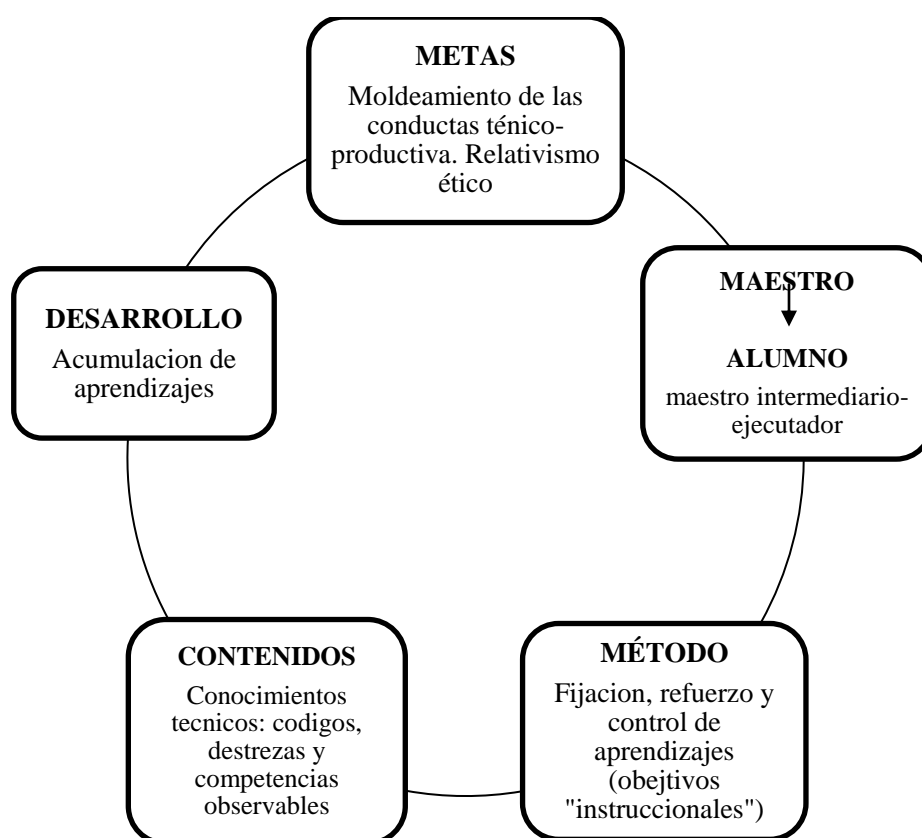 METAS
Moldeamiento de las
conductas ténico-
productiva. Relativismo
ético
MAESTRO
ALUMNO
maestro intermediario-
ejecutador
MÉTODO
Fijacion, refuerzo y
control de
aprendizajes
(obejtivos
"instruccionales")
CONTENIDOS
Conocimientos
tecnicos: codigos,
destrezas y
competencias
observables
DESARROLLO
Acumulacion de
aprendizajes